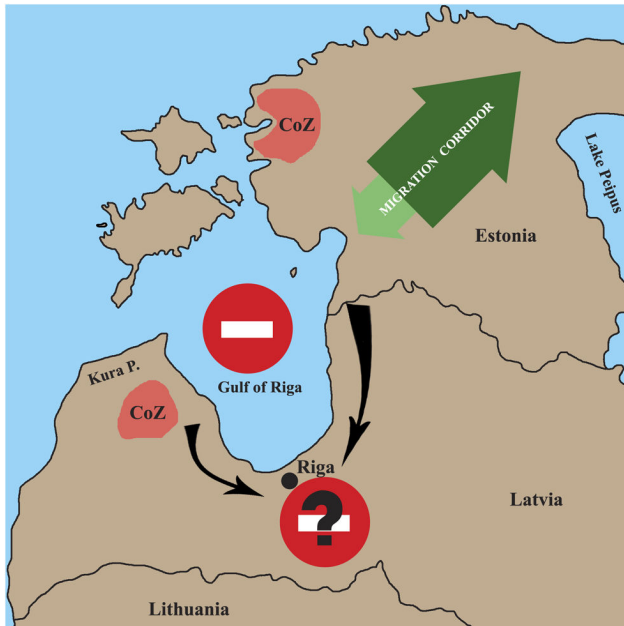 CoZ
MIGRATION CORRIDOR
Lake Peipus
Estonia
Gulf of Riga
Kura P.
CoZ
Riga
?
Latvia
Lithuania